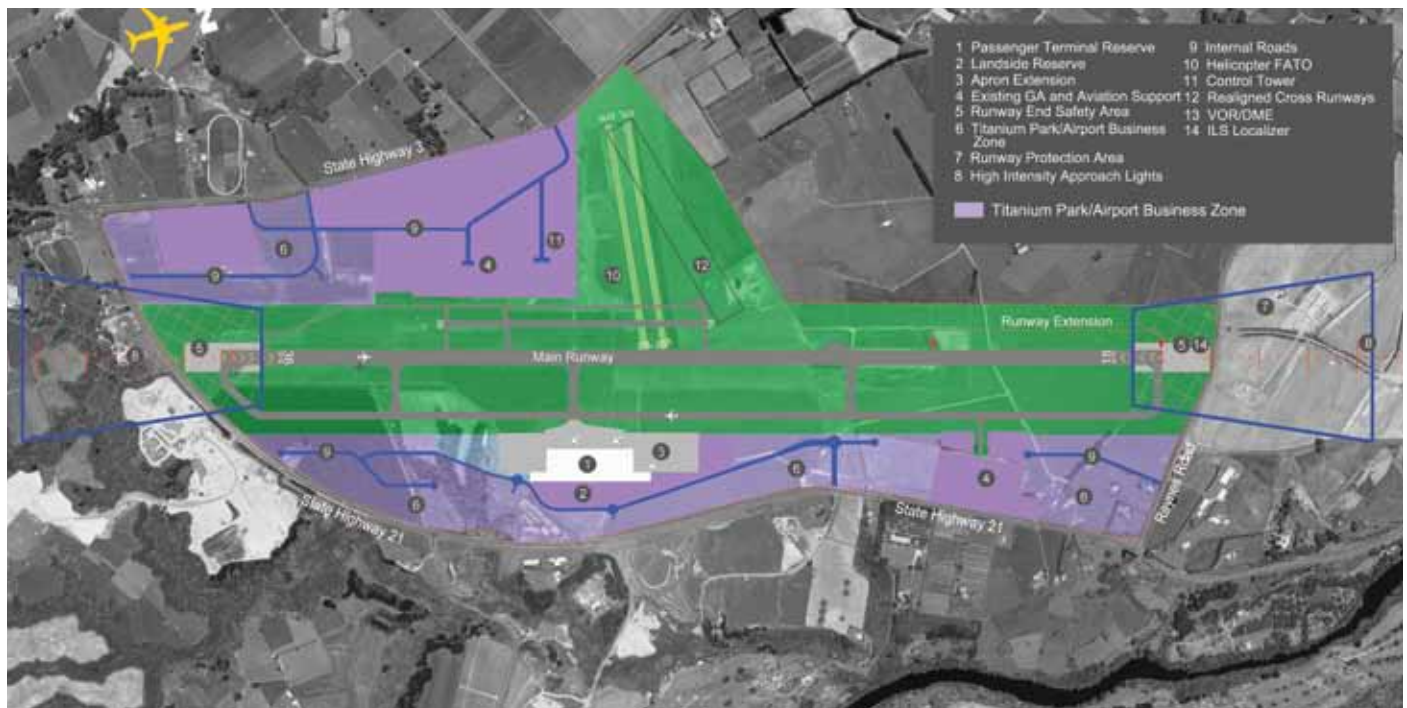 Z
1 Passenger Terminal Reserve
2 Landside Reserve
3 Apron Extension
4 Existing GA and Aviation Support
5 Runway End Safety Area
6 Titanium Park/Airport Business
Zone
7 Runway Protection Area
8 High Intensity Approach Lights
9 Internal Roads
10 Helicopter FATO
11 Control Tower
12 Realigned Cross Runways
13 VOR/DME
14 ILS Localizer
Titanium Park/Airport Business Zone
State Highway 3
6
9
9
4
11
10
12
7
Runway Extension
8
5
Main Runway
5 14
8
9
6
1
3
2
6
4
9
6
State Highway 21
State Highway 21
Raynes Road